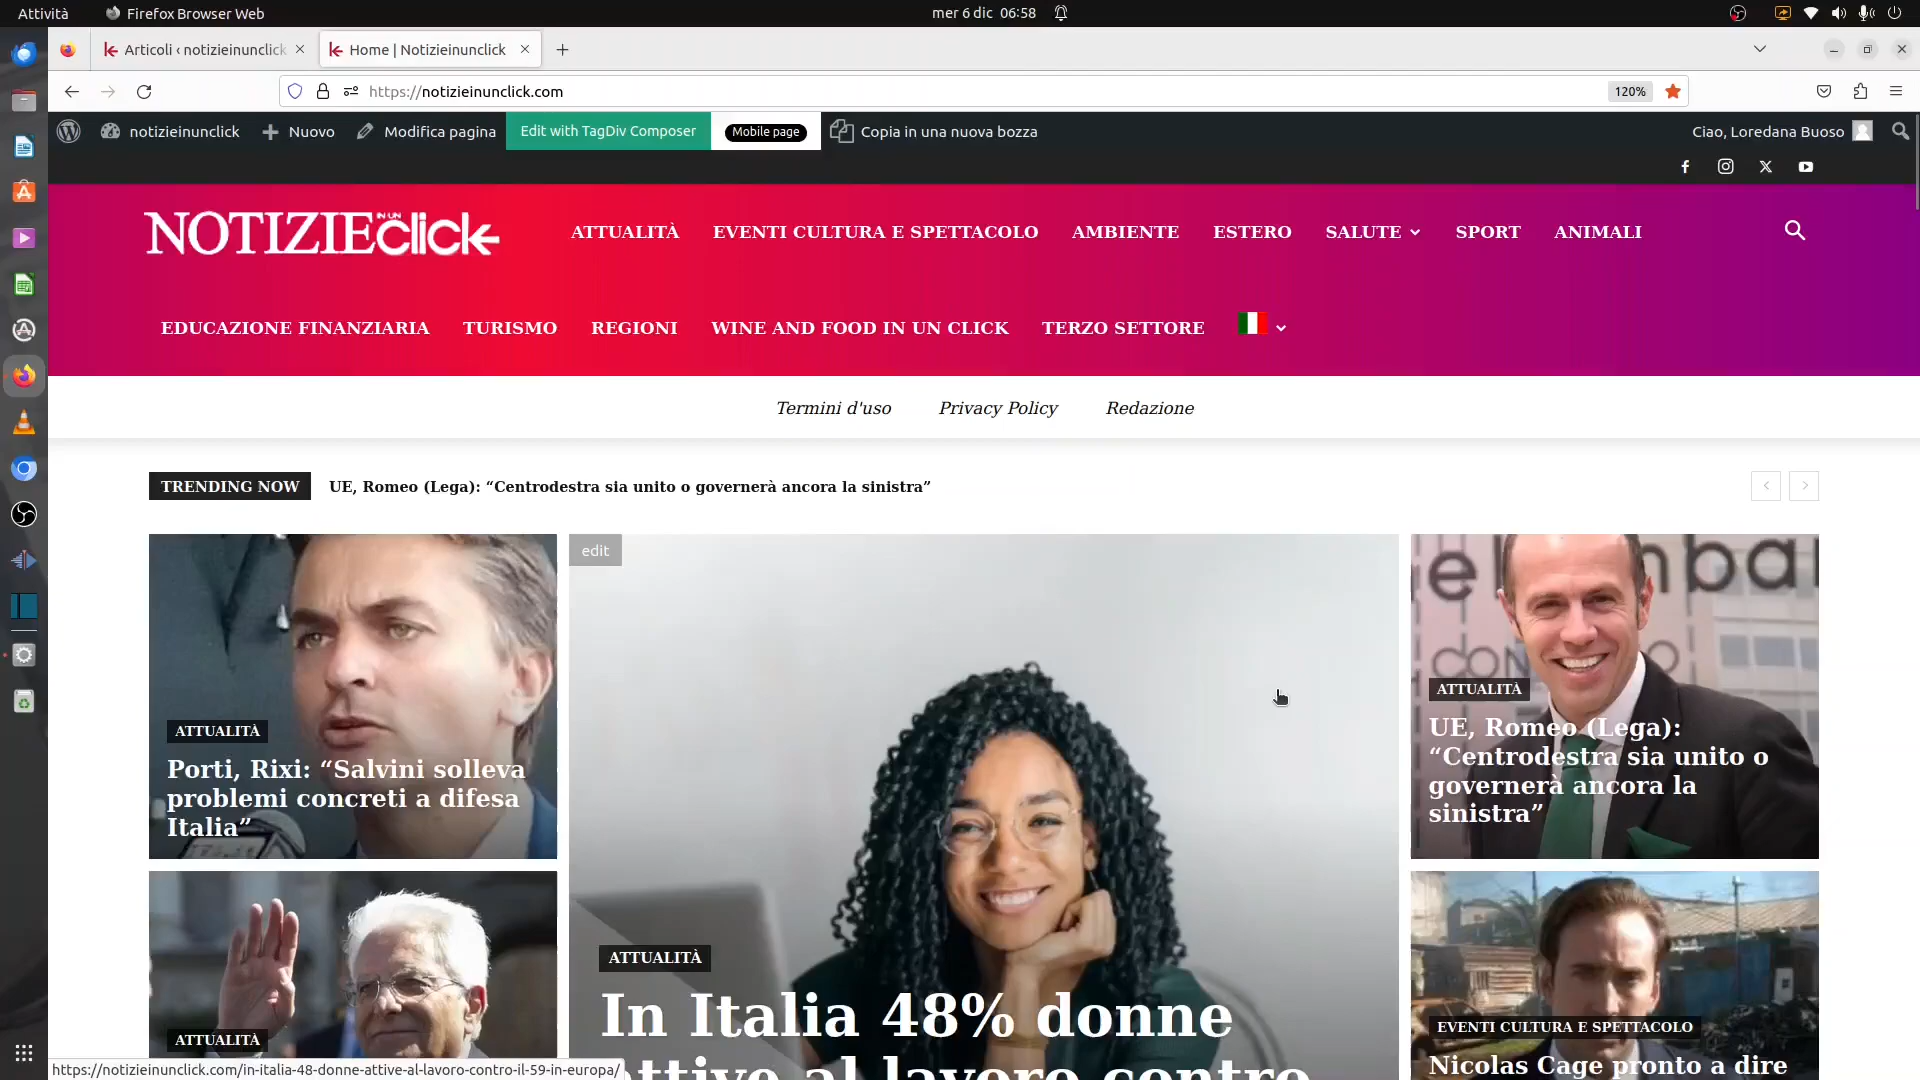 Attività
Firefox Browser Web
mer 6 dic 06:58
Articoli ‹ notizieinunclick
Home | Notizieinunclick
https://notizieinunclick.com
120%
notizieinunclick
Nuovo
Modifica pagina
Edit with TagDiv Composer
Mobile page
Copia in una nuova bozza
Ciao, Loredana Buoso
NOTIZIE IN UN click
ATTUALITÀ
EVENTI CULTURA E SPETTACOLO
AMBIENTE
ESTERO
SALUTE
SPORT
ANIMALI
EDUCAZIONE FINANZIARIA
TURISMO
REGIONI
WINE AND FOOD IN UN CLICK
TERZO SETTORE
Termini d'uso
Privacy Policy
Redazione
TRENDING NOW
UE, Romeo (Lega): “Centrodestra sia unito o governerà ancora la sinistra”
ATTUALITÀ
Porti, Rixi: “Salvini solleva
problemi concreti a difesa
Italia”
ATTUALITÀ
edit
ATTUALITÀ
In Italia 48% donne
attive al lavoro contro
ATTUALITÀ
UE, Romeo (Lega):
“Centrodestra sia unito o
governerà ancora la
sinistra”
EVENTI CULTURA E SPETTACOLO
Nicolas Cage pronto a dire
https://notizieinunclick.com/in-italia-48-donne-attive-al-lavoro-contro-il-59-in-europa/